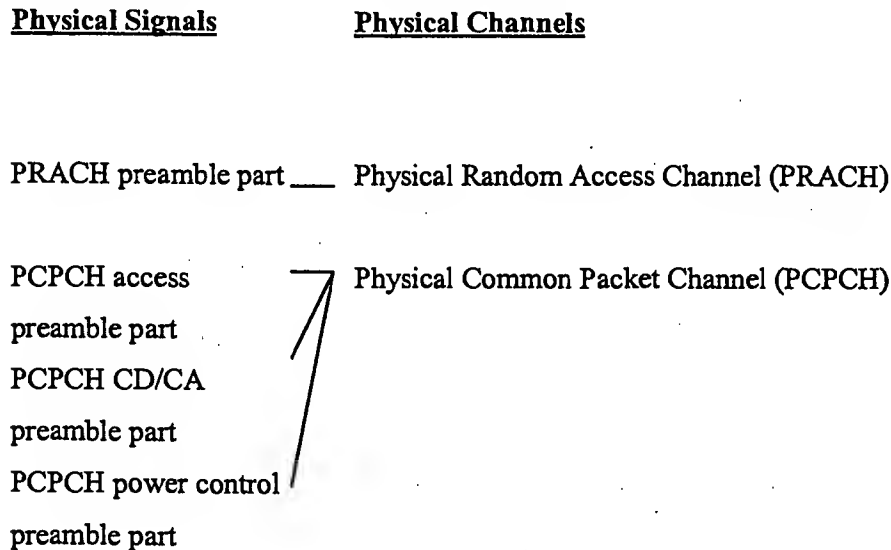 Physical Signals Physical Channels
PRACH preamble part Physical Random Access Channel (PRACH)
PCPCH access Physical Common Packet Channel (PCPCH)
preamble part
PCPCH CD/CA
preamble part
PCPCH power control
preamble part